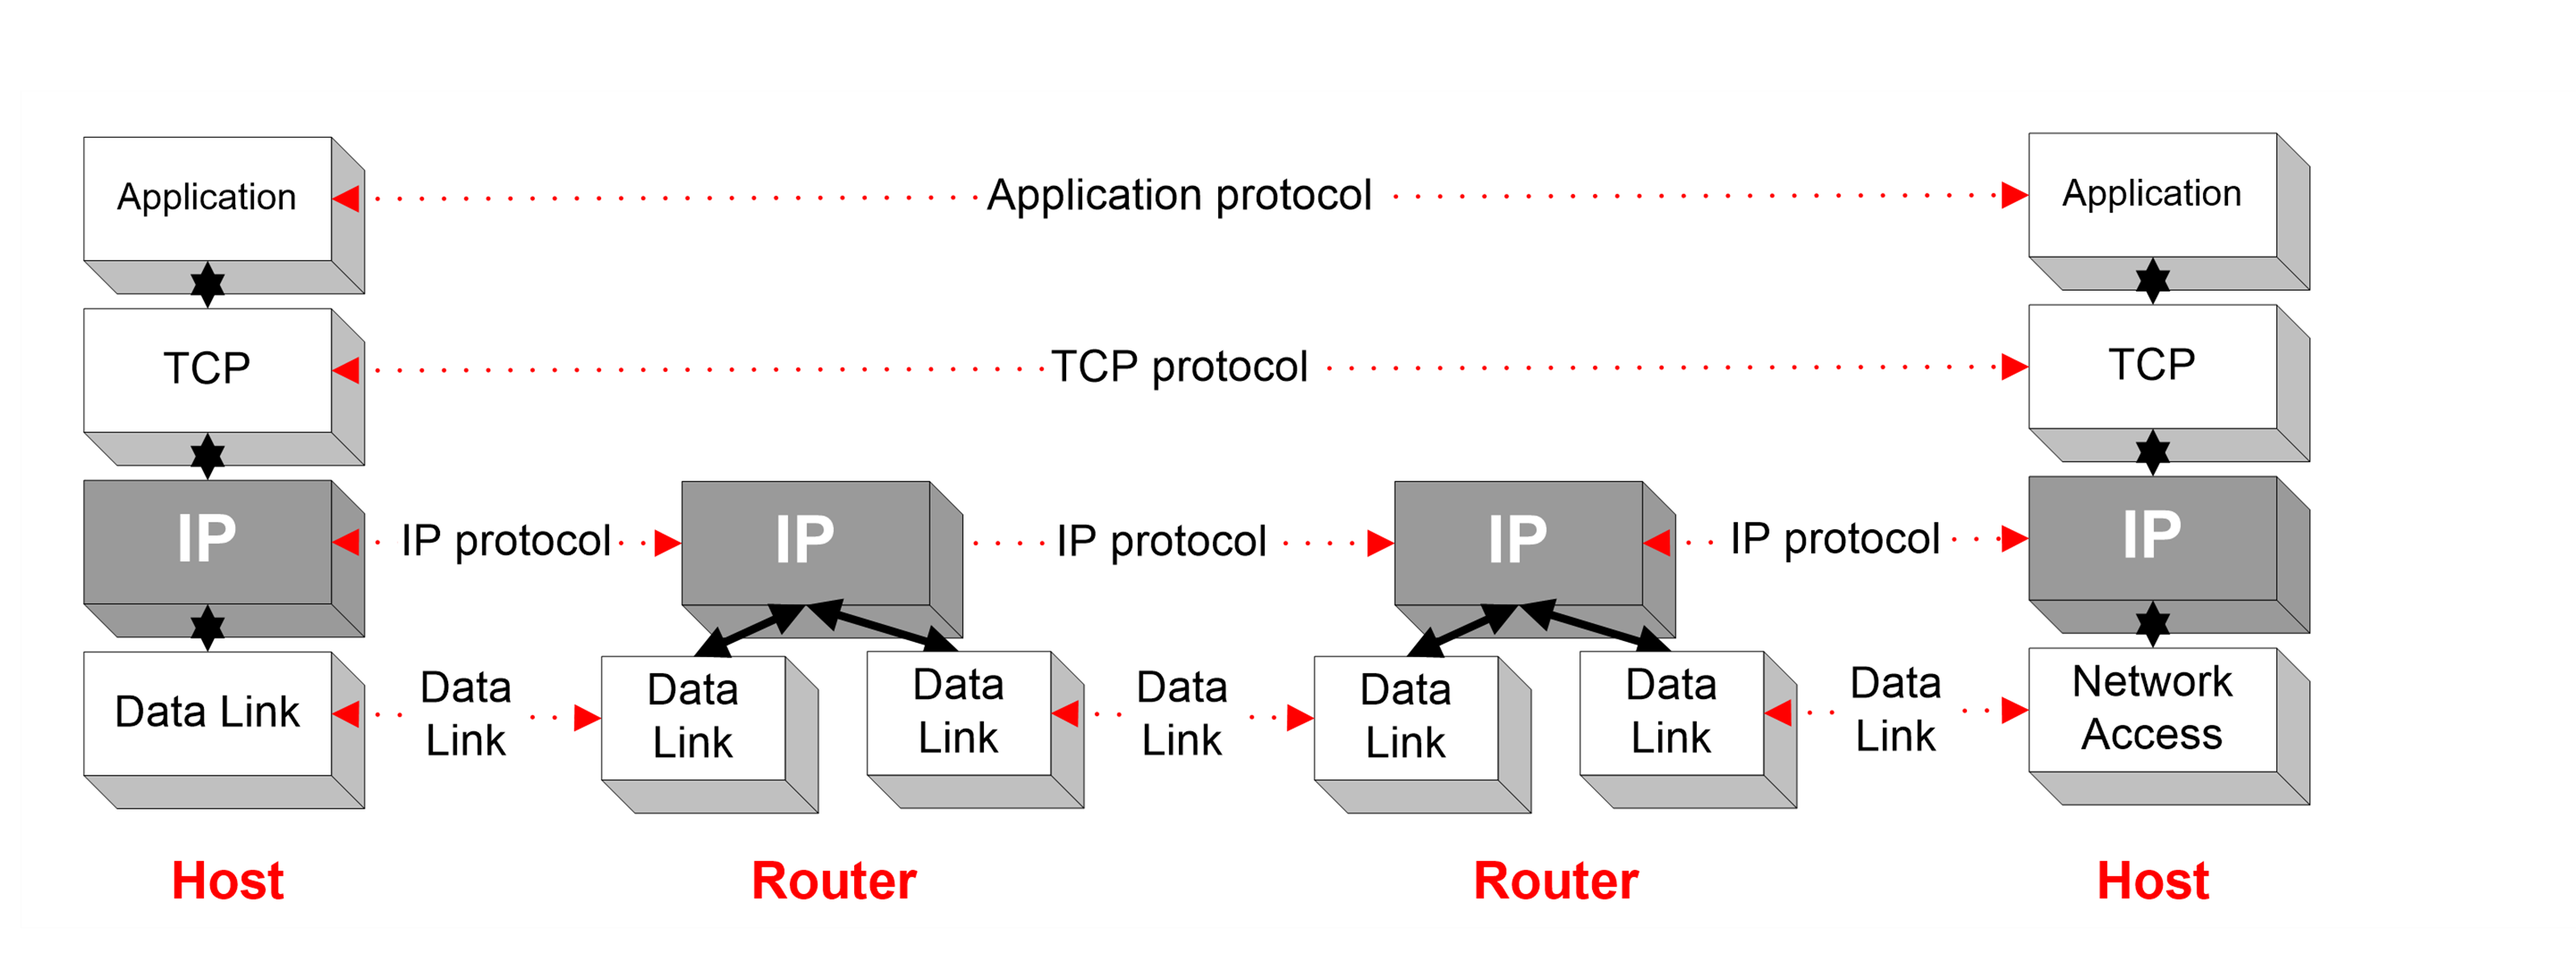 Application
Application protocol
Application
TCP
TCP protocol
TCP
IP
IP protocol
IP
IP protocol
IP
IP protocol
IP
Data Link
Data
Link
Data
Link
Data
Link
Data
Link
Data
Link
Data
Link
Data
Link
Network
Access
Host
Router
Router
Host